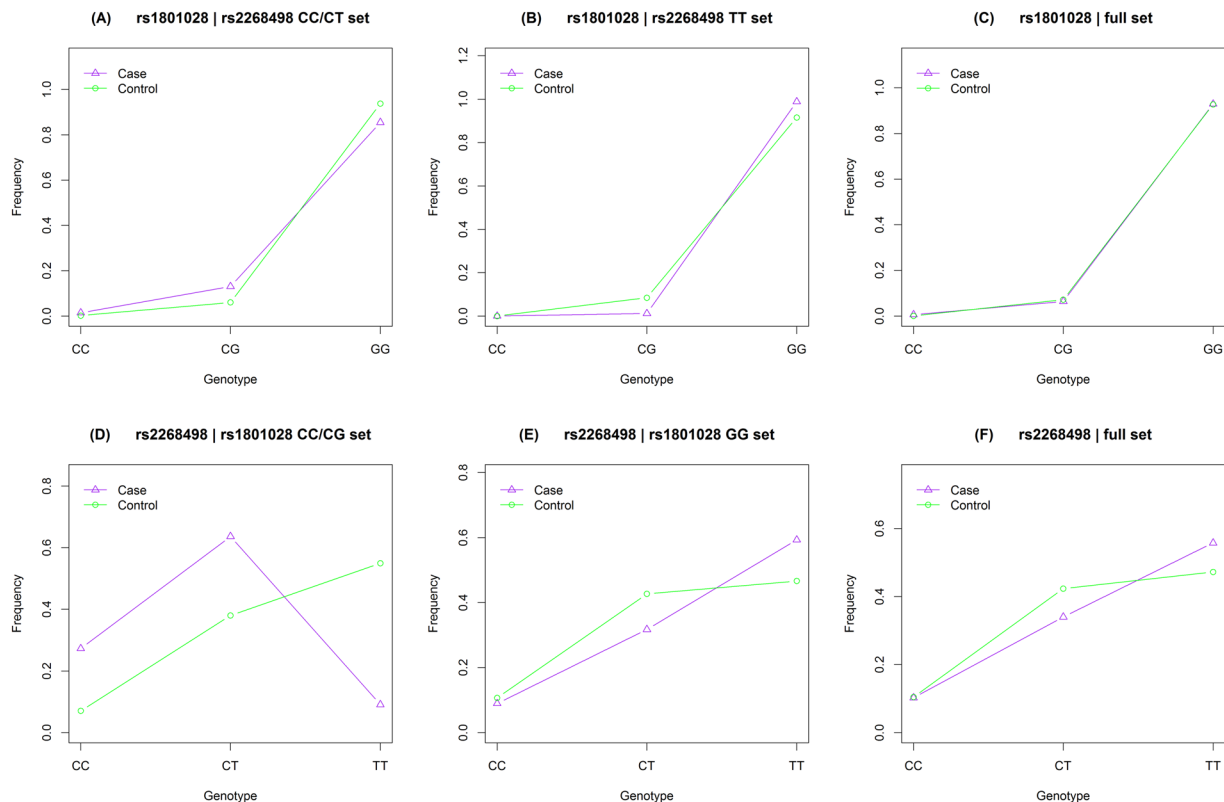 (A) rs1801028 | rs2268498 CC/CT set
Case
Control
Frequency
0.0 0.2 0.4 0.6 0.8 1.0
CC CG GG
Genotype
(B) rs1801028 | rs2268498 TT set
Case
Control
Frequency
0.0 0.2 0.4 0.6 0.8 1.0 1.2
CC CG GG
Genotype
(C) rs1801028 | full set
Case
Control
Frequency
0.0 0.2 0.4 0.6 0.8 1.0
CC CG GG
Genotype
(D) rs2268498 | rs1801028 CC/CG set
Case
Control
Frequency
0.0 0.2 0.4 0.6 0.8
CC CT TT
Genotype
(E) rs2268498 | rs1801028 GG set
Case
Control
Frequency
0.0 0.2 0.4 0.6 0.8
CC CT TT
Genotype
(F) rs2268498 | full set
Case
Control
Frequency
0.0 0.2 0.4 0.6
CC CT TT
Genotype